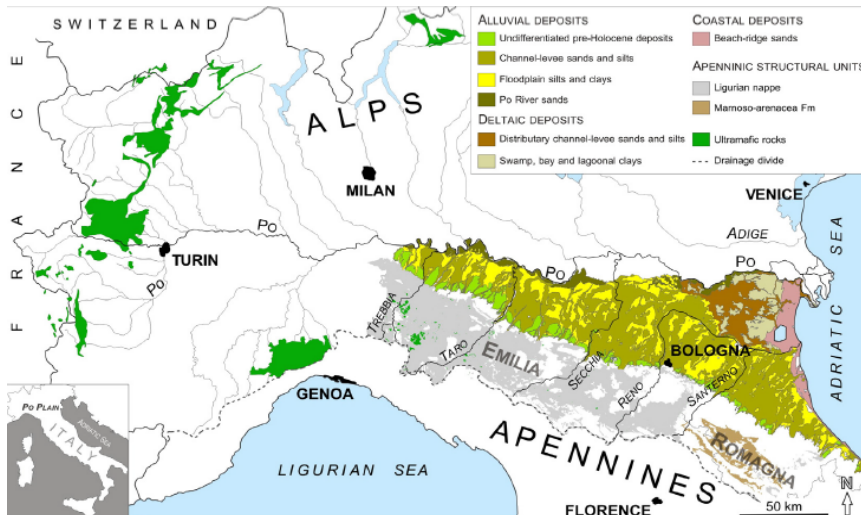 SWITZERLAND
FRANCE
ALPS
MILAN
TURIN
PO
PO
GENOA
LIGURIAN SEA
TREBBIA
TARO
EMILIA
SECCHIA
RENO
BOLOGNA
SANTERNO
APENNINES
ROMAGNA
FLORENCE
PO
PO
ADIGE
VENICE
ADRIATIC SEA
N
50 km
ALLUVIAL DEPOSITS
Undifferentiated pre-Holocene deposits
Channel-levee sands and silts
Floodplain silts and clays
Po River sands
DELTAIC DEPOSITS
Distributary channel-levee sands and silts
Swamp, bay and lagoonal clays
COASTAL DEPOSITS
Beach-ridge sands
APENNINIC STRUCTURAL UNITS
Ligurian nappe
Marnoso-arenacea Fm
Ultramafic rocks
Drainage divide
PO PLAIN
ADRIATIC SEA
ITALY